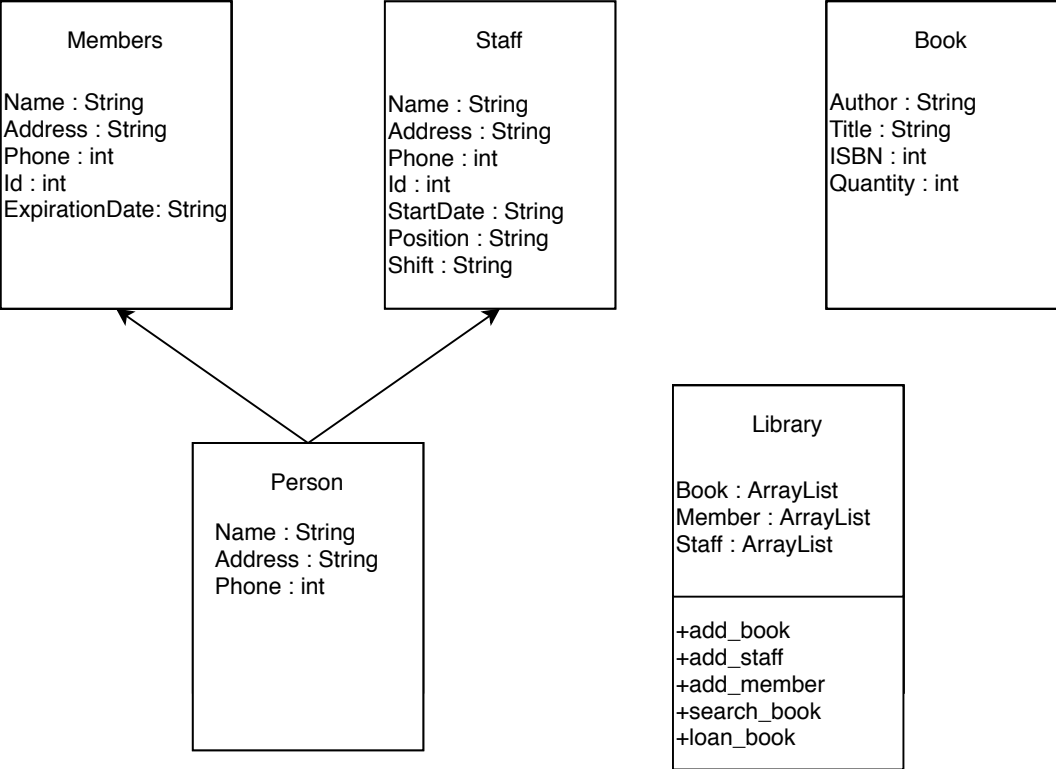 Members
Name : String
Address : String
Phone : int
Id : int
ExpirationDate: String
Staff
Name : String
Address : String
Phone : int
Id : int
StartDate : String
Position : String
Shift : String
Book
Author : String
Title : String
ISBN : int
Quantity : int
Person
Name : String
Address : String
Phone : int
Library
Book : ArrayList
Member : ArrayList
Staff : ArrayList
+add_book
+add_staff
+add_member
+search_book
+loan_book